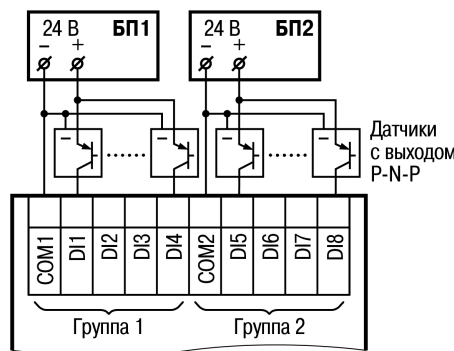 24 В БП1
– +
24 В БП2
– +
Датчики
с выходом
P-N-P
– – – –
COM1 DI1 DI2 DI3 DI4 COM2 DI5 DI6 DI7 DI8
Группа 1 Группа 2